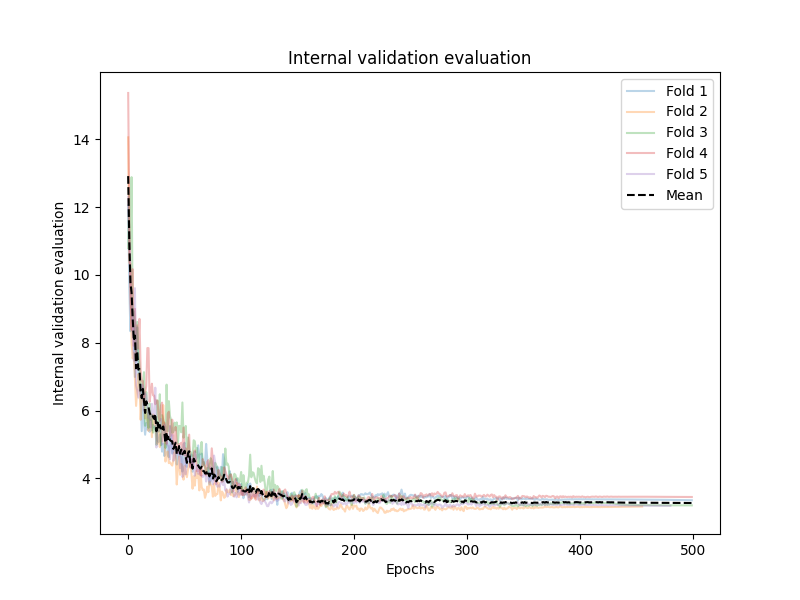 Internal validation evaluation
Fold 1
Fold 2
Fold 3
Fold 4
Fold 5
Mean
Internal validation evaluation
14
12
10
8
6
4
0 100 200 300 400 500
Epochs